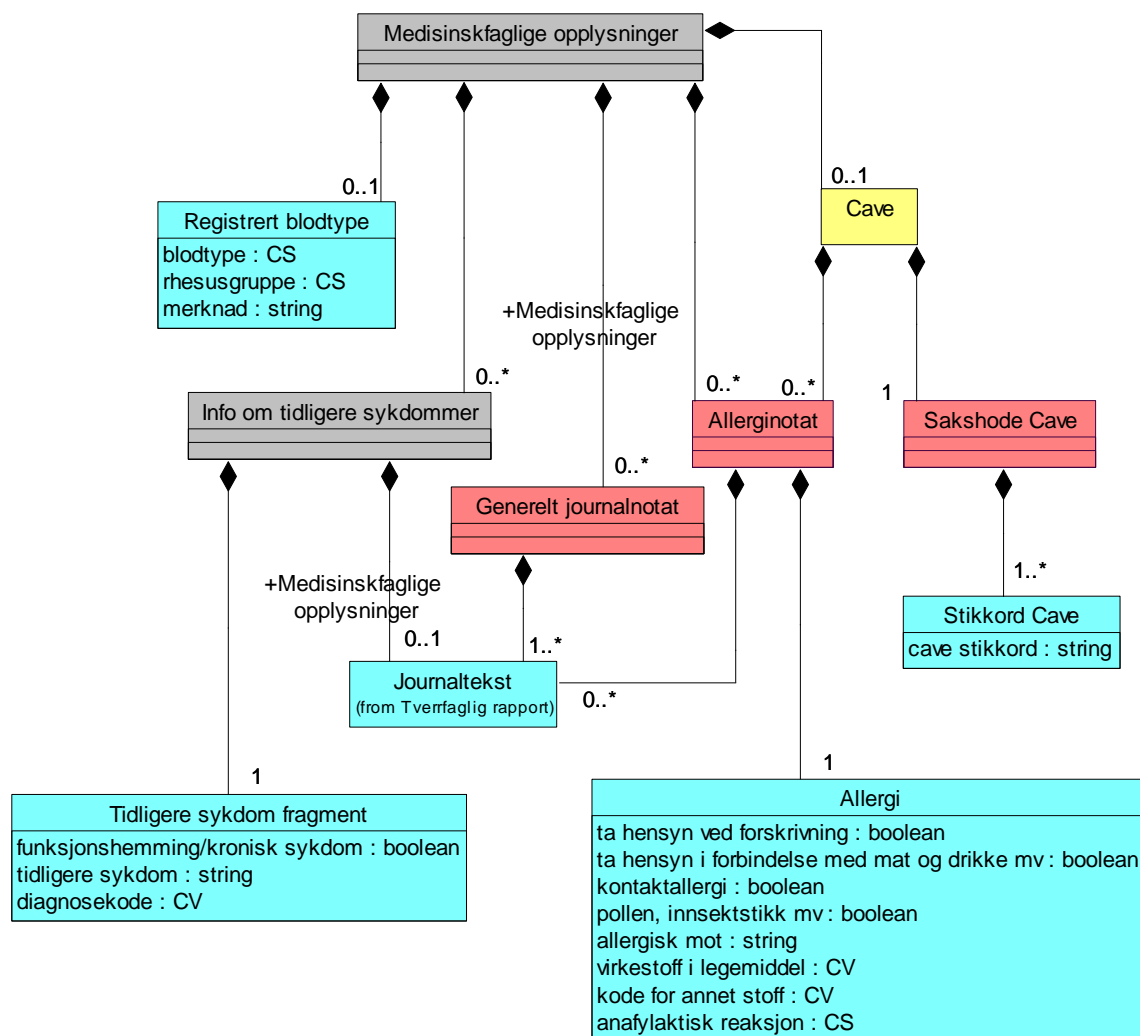 Medisinskfaglige opplysninger
0..1
0..1
Registrert blodtype
blodtype : CS
rhesusgruppe : CS
merknad : string
Cave
+Medisinskfaglige
opplysninger
0..*
0..*
0..*
1
Info om tidligere sykdommer
Allerginotat
Sakshode Cave
0..*
Generelt journalnotat
+Medisinskfaglige
opplysninger
0..1
1..*
1..*
Stikkord Cave
cave stikkord : string
Journaltekst
(from Tverrfaglig rapport)
0..*
1
1
Tidligere sykdom fragment
funksjonshemming/kronisk sykdom : boolean
tidligere sykdom : string
diagnosekode : CV
Allergi
ta hensyn ved forskrivning : boolean
ta hensyn i forbindelse med mat og drikke mv : boolean
kontaktallergi : boolean
pollen, innsektstikk mv : boolean
allergisk mot : string
virkestoff i legemiddel : CV
kode for annet stoff : CV
anafylaktisk reaksjon : CS